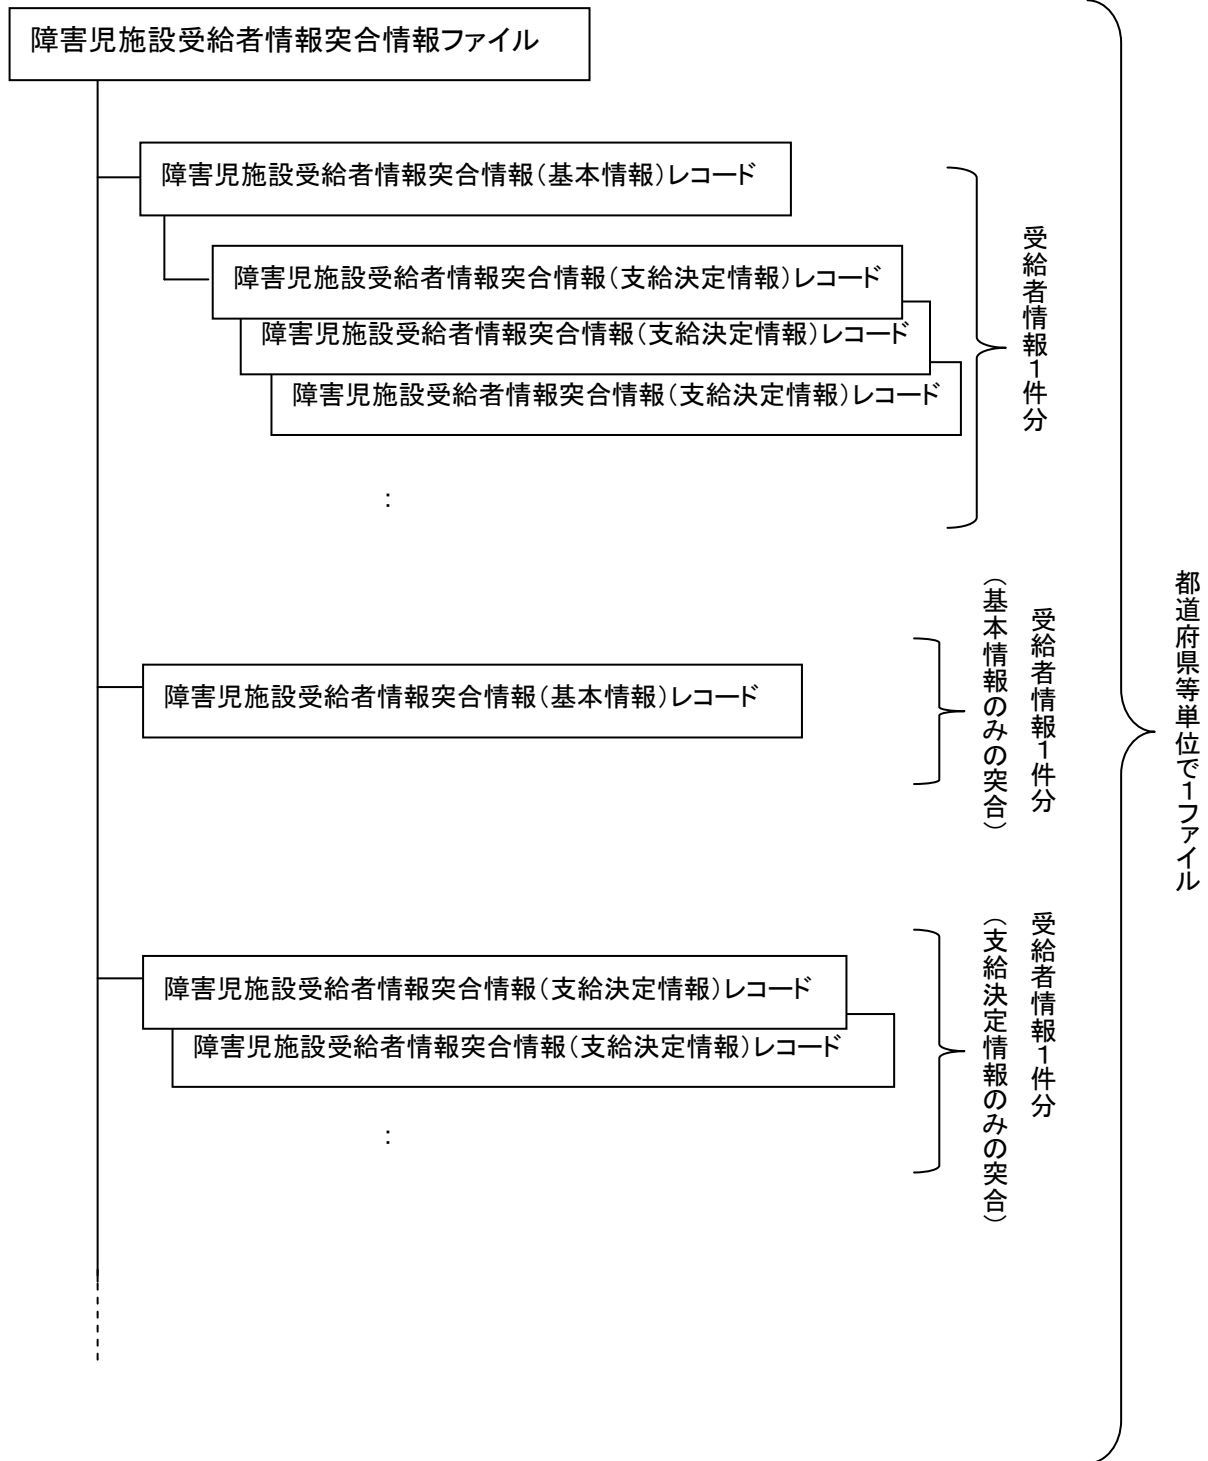 障害児施設受給者情報突合情報ファイル
障害児施設受給者情報突合情報（基本情報）レコード
障害児施設受給者情報突合情報（支給決定情報）レコード
障害児施設受給者情報突合情報（支給決定情報）レコード
障害児施設受給者情報突合情報（支給決定情報）レコード
：
受給者情報１件分
障害児施設受給者情報突合情報（基本情報）レコード
受給者情報１件分
（基本情報のみの突合）
障害児施設受給者情報突合情報（支給決定情報）レコード
障害児施設受給者情報突合情報（支給決定情報）レコード
：
受給者情報１件分
（支給決定情報のみの突合）
都道府県等単位で１ファイル